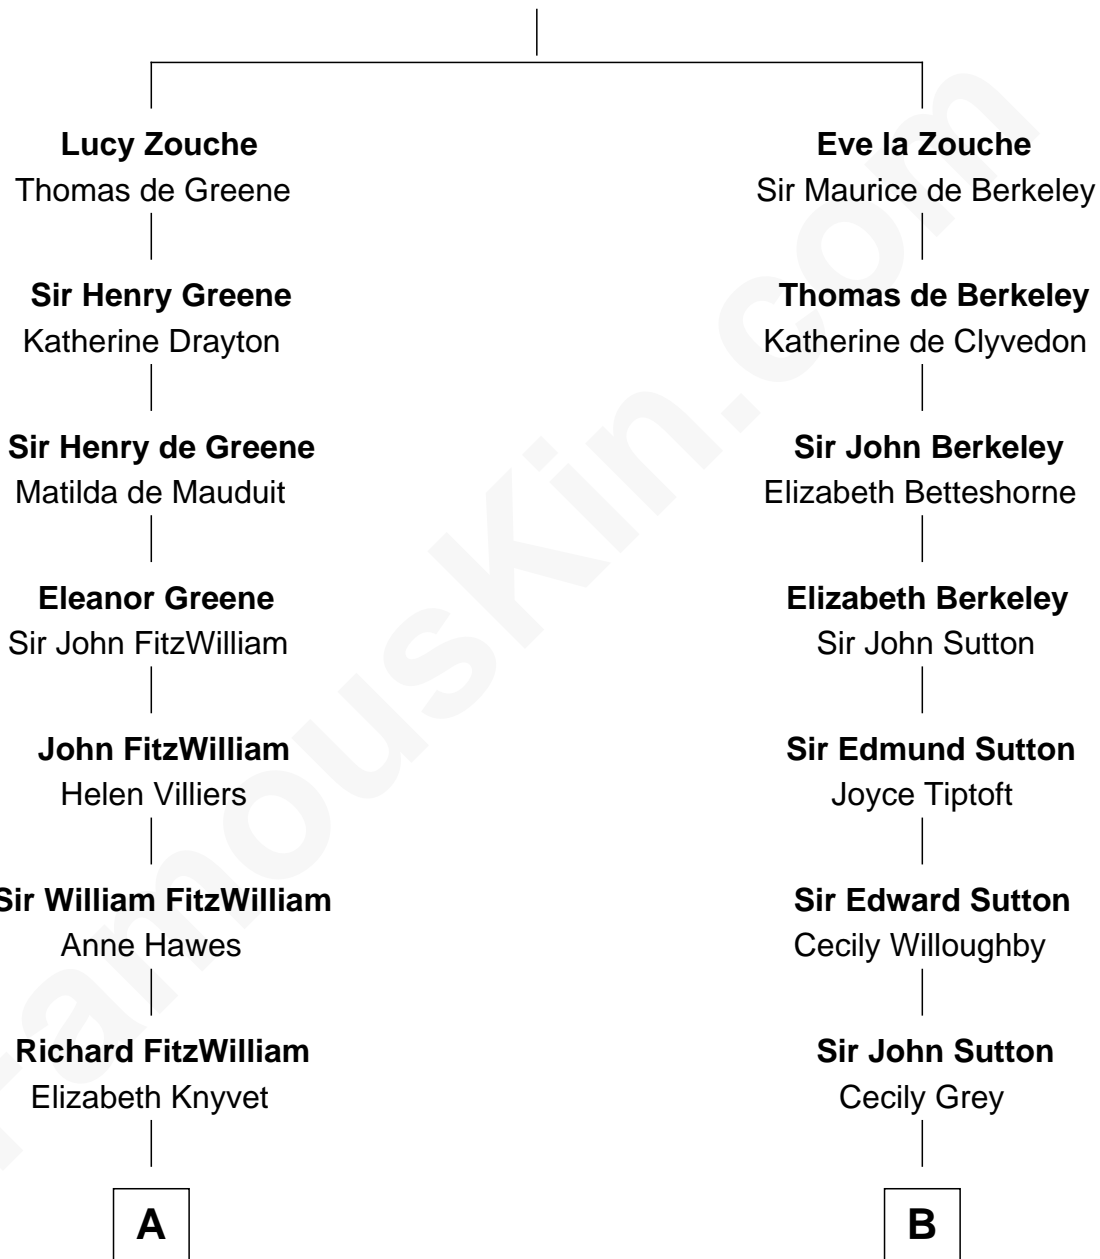 Lucy Zouche
Thomas de Greene
Eve la Zouche
Sir Maurice de Berkeley
Sir Henry Greene
Katherine Drayton
Thomas de Berkeley
Katherine de Clyvedon
Sir Henry de Greene
Matilda de Mauduit
Sir John Berkeley
Elizabeth Betteshorne
Eleanor Greene
Sir John FitzWilliam
Elizabeth Berkeley
Sir John Sutton
John FitzWilliam
Helen Villiers
Sir Edmund Sutton
Joyce Tiptoft
Sir William FitzWilliam
Anne Hawes
Sir Edward Sutton
Cecily Willoughby
Richard FitzWilliam
Elizabeth Knyvet
Sir John Sutton
Cecily Grey
A
B
FamousKin.com